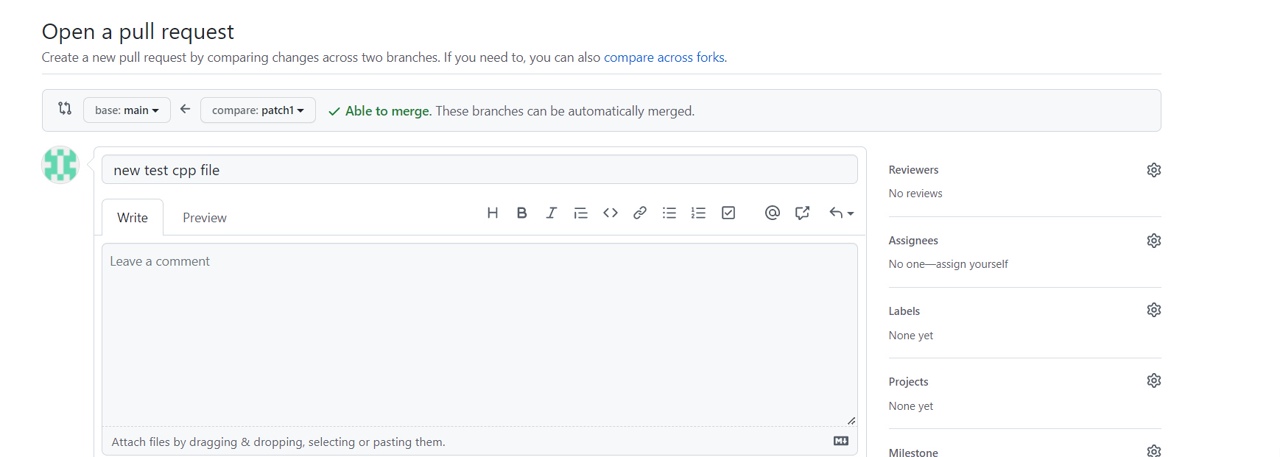 Open a pull request
Create a new pull request by comparing changes across two branches. If you need to, you can also compare across forks.
base: main compare: patch1 Able to merge. These branches can be automatically merged.
new test cpp file
Write Preview H B I
Leave a comment
Attach files by dragging & dropping, selecting or pasting them.
Reviewers
No reviews
Assignees
No one—assign yourself
Labels
None yet
Projects
None yet
Milestone